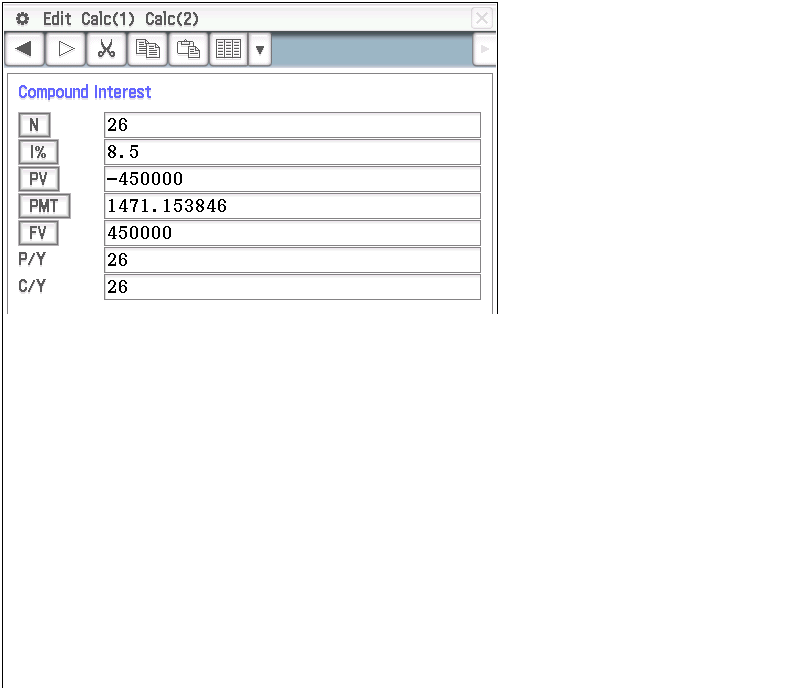 Edit Calc(1) Calc(2)
Compound Interest
N 26
I% 8.5
PV -450000
PMT 1471.153846
FV 450000
P/Y 26
C/Y 26